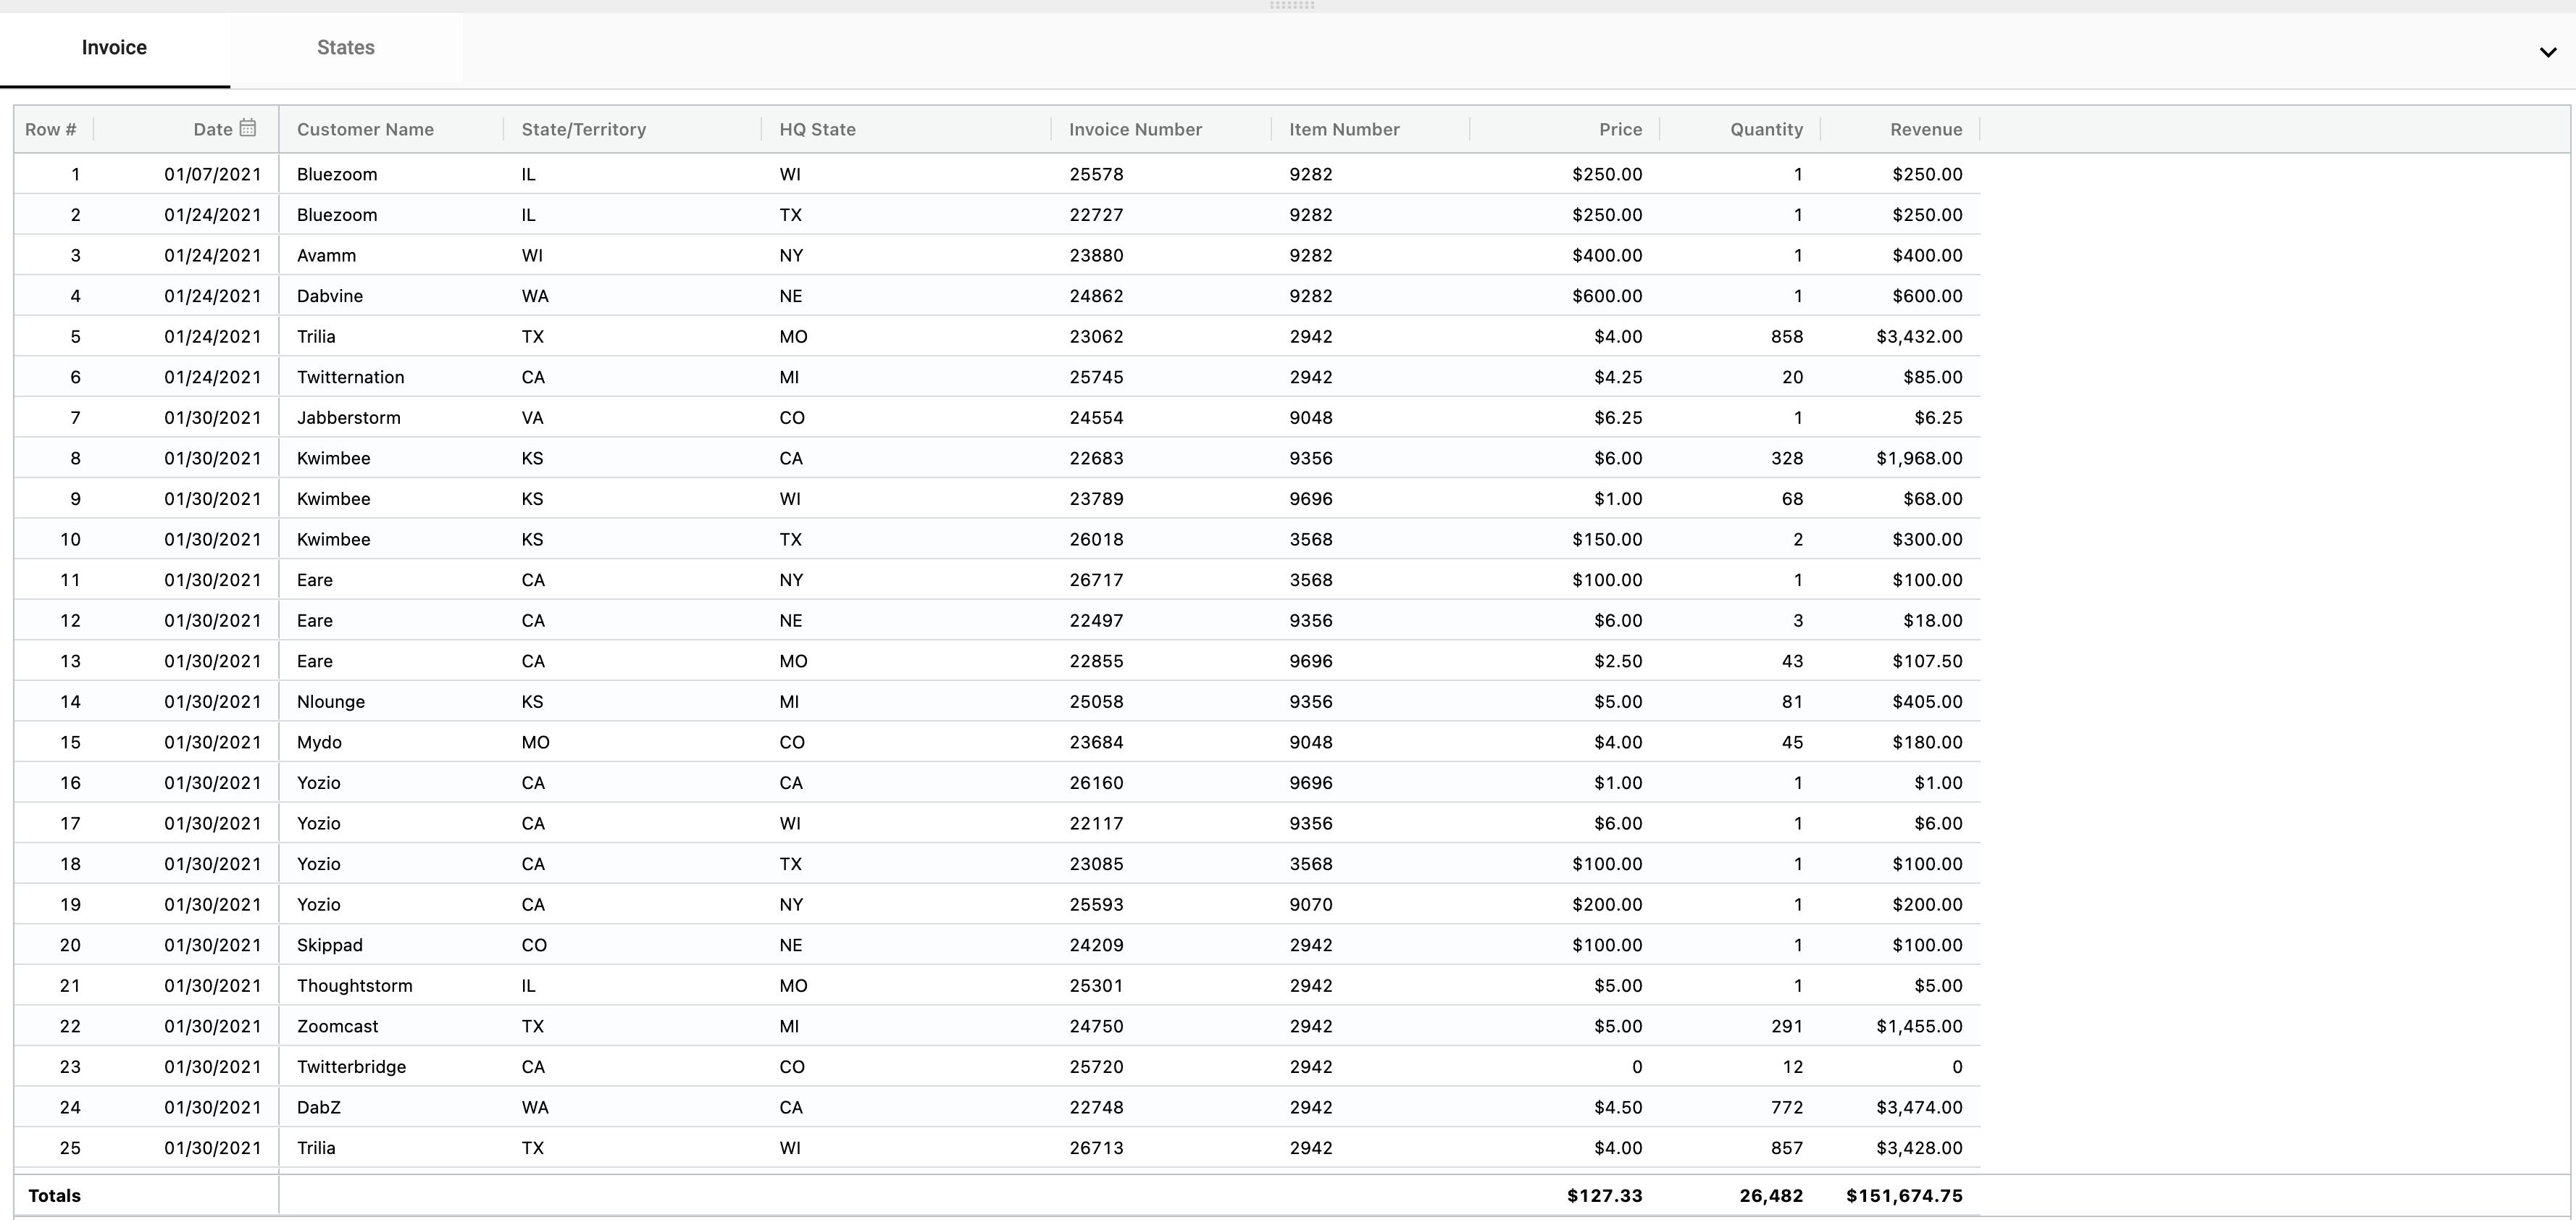 Invoice States
Row # Date Customer Name State/Territory HQ State Invoice Number Item Number Price Quantity Revenue
1 01/07/2021 Bluezoom IL WI 25578 9282 $250.00 1 $250.00
2 01/24/2021 Bluezoom IL TX 22727 9282 $250.00 1 $250.00
3 01/24/2021 Avamm WI NY 23880 9282 $400.00 1 $400.00
4 01/24/2021 Dabvine WA NE 24862 9282 $600.00 1 $600.00
5 01/24/2021 Trilia TX MO 23062 2942 $4.00 858 $3,432.00
6 01/24/2021 Twitternation CA MI 25745 2942 $4.25 20 $85.00
7 01/30/2021 Jabberstorm VA CO 24554 9048 $6.25 1 $6.25
8 01/30/2021 Kwimbee KS CA 22683 9356 $6.00 328 $1,968.00
9 01/30/2021 Kwimbee KS WI 23789 9696 $1.00 68 $68.00
10 01/30/2021 Kwimbee KS TX 26018 3568 $150.00 2 $300.00
11 01/30/2021 Eare CA NY 26717 3568 $100.00 1 $100.00
12 01/30/2021 Eare CA NE 22497 9356 $6.00 3 $18.00
13 01/30/2021 Eare CA MO 22855 9696 $2.50 43 $107.50
14 01/30/2021 Nlounge KS MI 25058 9356 $5.00 81 $405.00
15 01/30/2021 Mydo MO CO 23684 9048 $4.00 45 $180.00
16 01/30/2021 Yozio CA CA 26160 9696 $1.00 1 $1.00
17 01/30/2021 Yozio CA WI 22117 9356 $6.00 1 $6.00
18 01/30/2021 Yozio CA TX 23085 3568 $100.00 1 $100.00
19 01/30/2021 Yozio CA NY 25593 9070 $200.00 1 $200.00
20 01/30/2021 Skippad CO NE 24209 2942 $100.00 1 $100.00
21 01/30/2021 Thoughtstorm IL MO 25301 2942 $5.00 1 $5.00
22 01/30/2021 Zoomcast TX MI 24750 2942 $5.00 291 $1,455.00
23 01/30/2021 Twitterbridge CA CO 25720 2942 0 12 0
24 01/30/2021 DabZ WA CA 22748 2942 $4.50 772 $3,474.00
25 01/30/2021 Trilia TX WI 26713 2942 $4.00 857 $3,428.00
Totals $127.33 26,482 $151,674.75